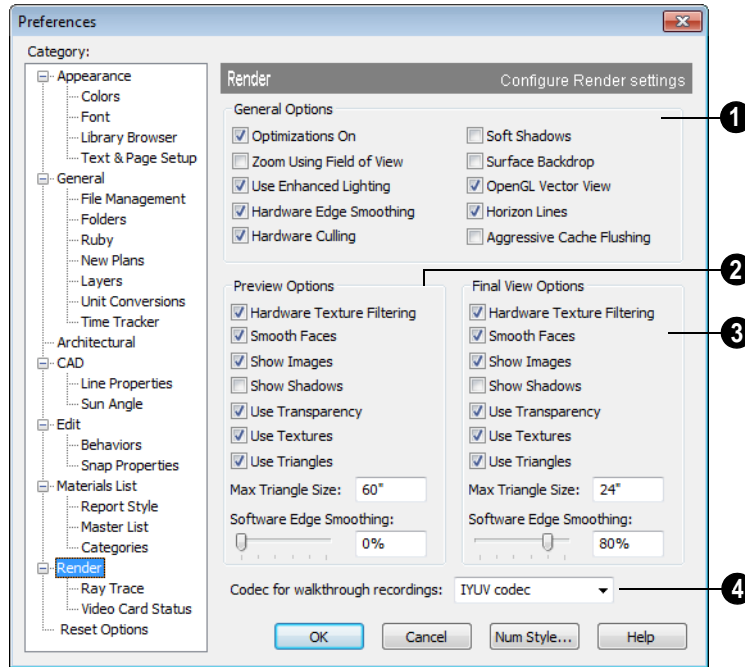 Preferences
Category:
Appearance
Colors
Font
Library Browser
Text & Page Setup
General
File Management
Folders
Ruby
New Plans
Layers
Unit Conversions
Time Tracker
Architectural
CAD
Line Properties
Sun Angle
Edit
Behaviors
Snap Properties
Materials List
Report Style
Master List
Categories
Render
Ray Trace
Video Card Status
Reset Options
Render Configure Render settings
General Options
1
Optimizations On
Zoom Using Field of View
Use Enhanced Lighting
Hardware Edge Smoothing
Hardware Culling
Soft Shadows
Surface Backdrop
OpenGL Vector View
Horizon Lines
Aggressive Cache Flushing
2
Preview Options
Hardware Texture Filtering
Smooth Faces
Show Images
Show Shadows
Use Transparency
Use Textures
Use Triangles
Max Triangle Size: 60"
Software Edge Smoothing:
0%
Final View Options
3
Hardware Texture Filtering
Smooth Faces
Show Images
Show Shadows
Use Transparency
Use Textures
Use Triangles
Max Triangle Size: 24"
Software Edge Smoothing:
80%
Codec for walkthrough recordings: IYUV codec
4
OK Cancel Num Style... Help